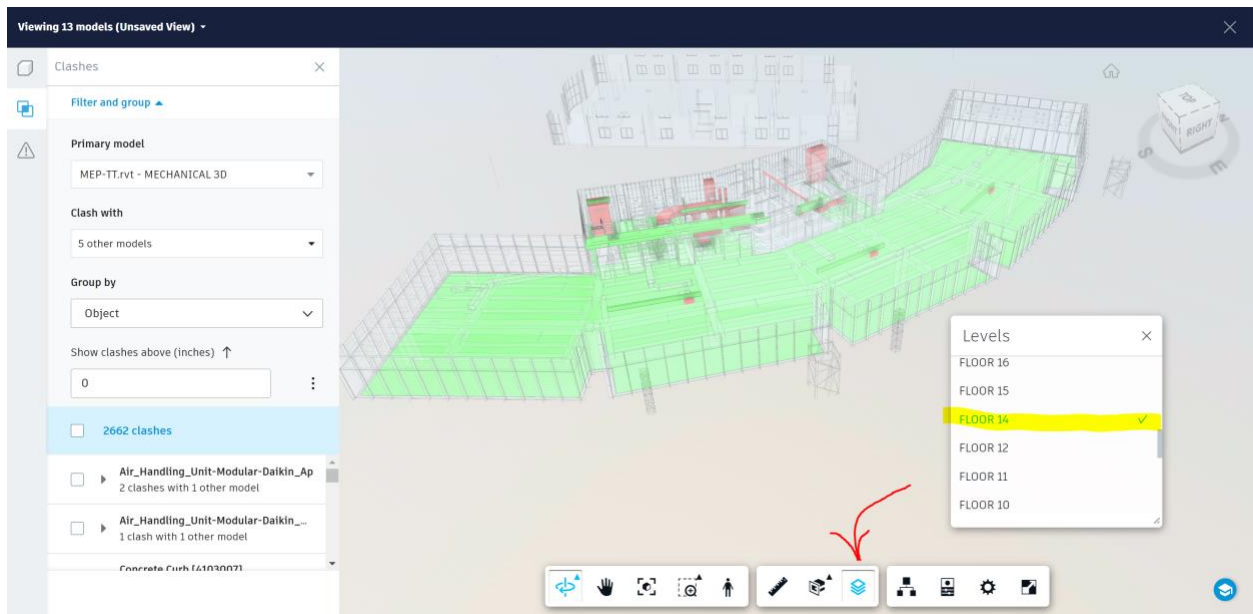 Viewing 13 models (Unsaved View)
Clashes
Filter and group
Primary model
MEP-TT.rvt - MECHANICAL 3D
Clash with
5 other models
Group by
Object
Show clashes above (inches)
0
2662 clashes
Air_Handling_Unit-Modular-Daikin_Ap
2 clashes with 1 other model
Air_Handling_Unit-Modular-Daikin_...
1 clash with 1 other model
Concrete Curb [4103007]
RIGHT
S
E
Levels
FLOOR 16
FLOOR 15
FLOOR 14
FLOOR 12
FLOOR 11
FLOOR 10